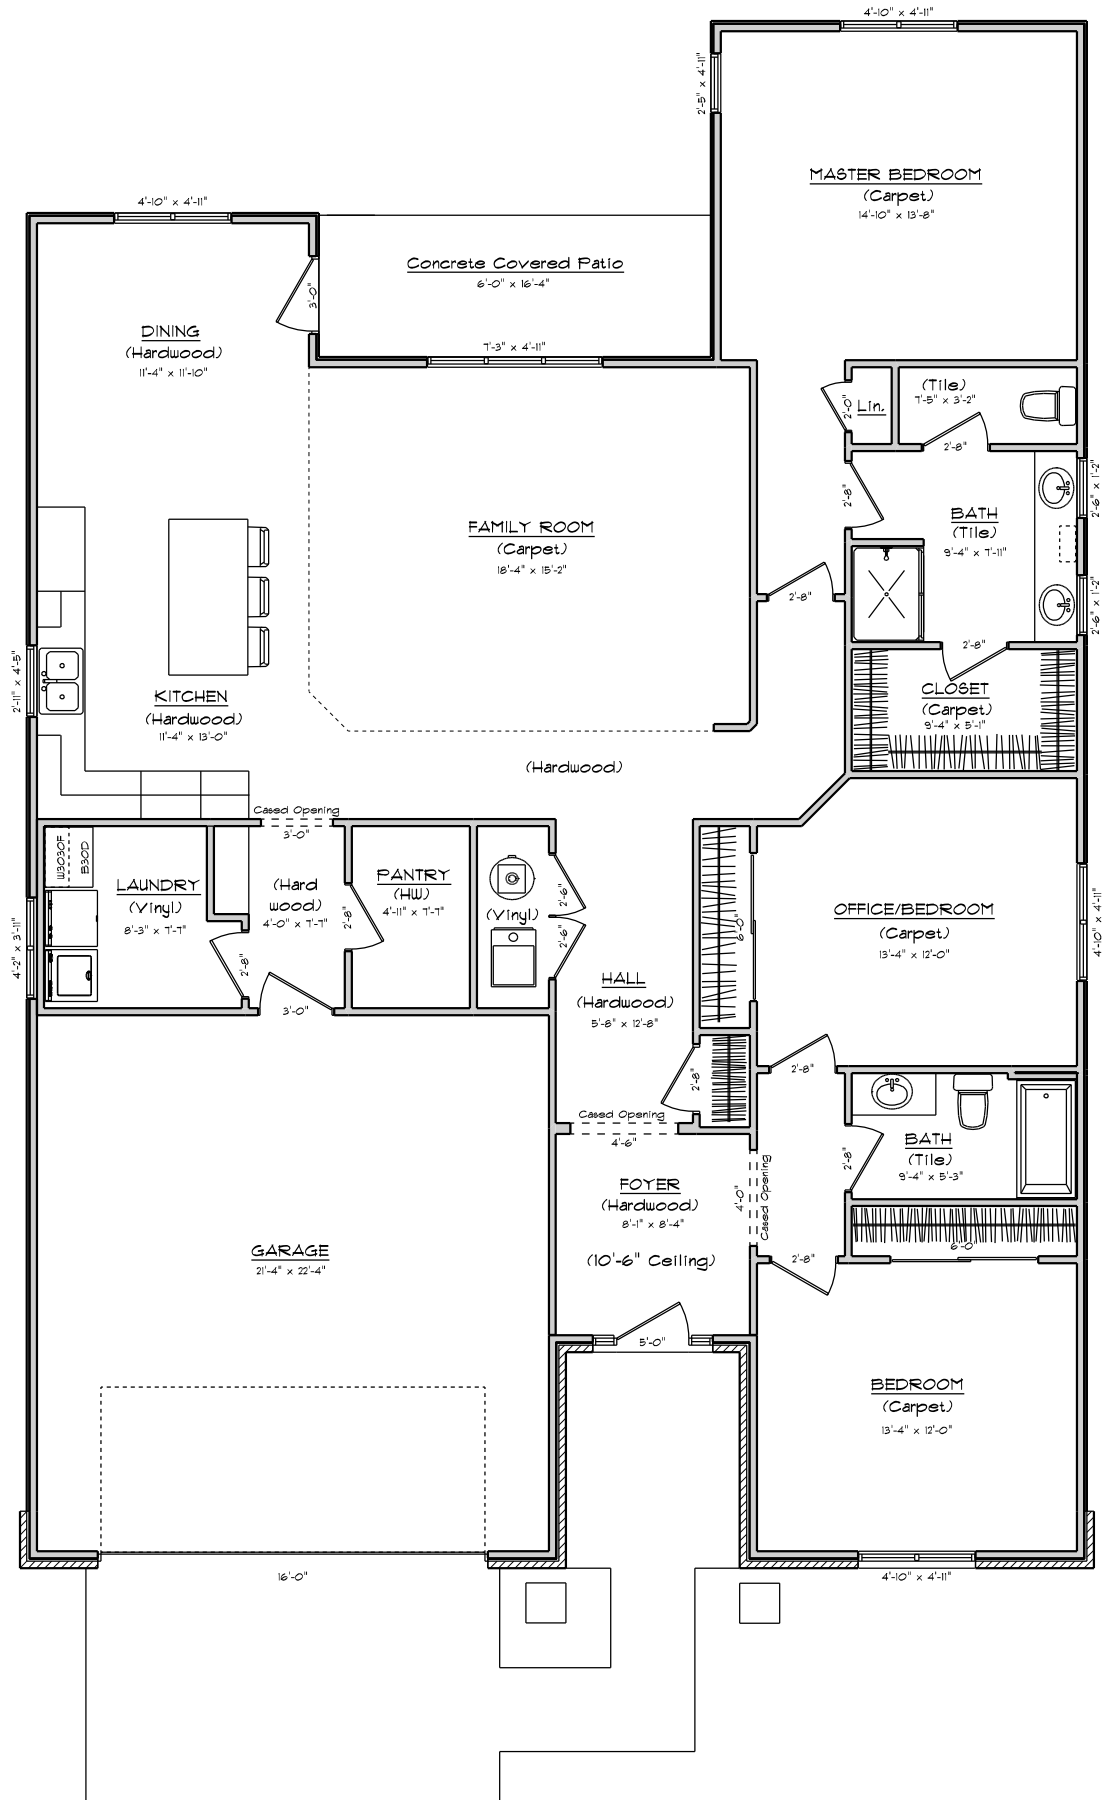 4'-10" x 4'-11"
2'-5" x 4'-11"
MASTER BEDROOM
(Carpet)
14'-10" x 13'-8"
4'-10" x 4'-11"
Concrete Covered Patio
6'-0" x 16'-4"
3'-0"
DINING
(Hardwood)
11'-4" x 11'-10"
7'-3" x 4'-11"
2'-0"
Lin.
(Tile)
7'-5" x 3'-2"
2'-8"
2'-8"
BATH
(Tile)
9'-4" x 7'-11"
2'-6" x 1'-2"
2'-6" x 1'-2"
FAMILY ROOM
(Carpet)
18'-4" x 15'-2"
2'-8"
2'-8"
2'-11" x 4'-5"
KITCHEN
(Hardwood)
11'-4" x 13'-0"
CLOSET
(Carpet)
9'-4" x 5'-1"
(Hardwood)
Cased Opening
3'-0"
W3030F
B30D
LAUNDRY
(Vinyl)
8'-3" x 7'-7"
4'-2" x 3'-11"
(Hard
wood)
4'-0" x 7'-7"
2'-8"
2'-8"
3'-0"
PANTRY
(HW)
4'-11" x 7'-7"
(Vinyl)
2'-6"
2'-6"
6'-0"
OFFICE/BEDROOM
(Carpet)
13'-4" x 12'-0"
4'-10" x 4'-11"
HALL
(Hardwood)
5'-8" x 12'-8"
2'-8"
2'-8"
Cased Opening
4'-6"
BATH
(Tile)
9'-4" x 5'-3"
2'-8"
FOYER
(Hardwood)
8'-1" x 8'-4"
(10'-6" Ceiling)
4'-0"
Cased Opening
2'-8"
6'-0"
GARAGE
21'-4" x 22'-4"
5'-0"
BEDROOM
(Carpet)
13'-4" x 12'-0"
16'-0"
4'-10" x 4'-11"